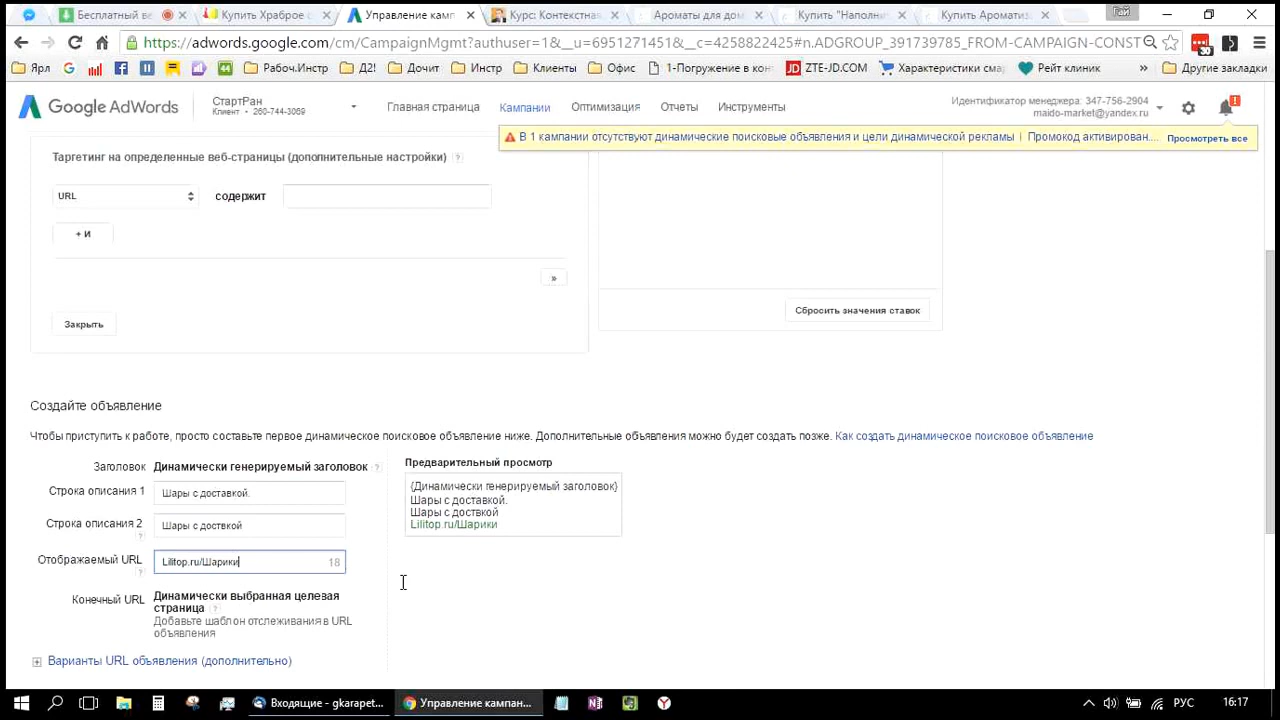 Бесплатный ве
Купить Храброе с
Управление камп
Курс: Контекстная
Ароматы для дом
Купить "Наполнит
Купить Ароматиз
Гай
https://adwords.google.com/cm/CampaignMgmt?authuser=1&__u=6951271451&__c=4258822425#n.ADGROUP_391739785_FROM-CAMPAIGN-CONST
30
Ярл
44
Рабоч.Инстр
Д2!
Дочит
Инстр
Клиенты
Офис
1-Погружение в кон
ZTE-JD.COM
Характеристики сма
Рейт клиник
»
Другие закладки
Google AdWords
СтартРан
Клиент • 260-744-3069
Главная страница
Кампании
Оптимизация
Отчеты
Инструменты
Идентификатор менеджера: 347-756-2904
maido-market@yandex.ru
В 1 кампании отсутствуют динамические поисковые объявления и цели динамической рекламы | Промокод активирован....
Просмотреть все
Таргетинг на определенные веб-страницы (дополнительные настройки) ?
URL
содержит
+ И
»
Закрыть
Сбросить значения ставок
Создайте объявление
Чтобы приступить к работе, просто составьте первое динамическое поисковое объявление ниже. Дополнительные объявления можно будет создать позже. Как создать динамическое поисковое объявление
Заголовок
Динамически генерируемый заголовок ?
Строка описания 1
Шары с доставкой.
Строка описания 2
?
Шары с доствкой
Отображаемый URL
?
Lilitop.ru/Шарики
18
Конечный URL
Динамически выбранная целевая
страница ?
Добавьте шаблон отслеживания в URL
объявления
Варианты URL объявления (дополнительно)
Предварительный просмотр
{Динамически генерируемый заголовок}
Шары с доставкой.
Шары с доствкой
Lilitop.ru/Шарики
Входящие - gkarapet...
Управление кампан...
РУС
16:17